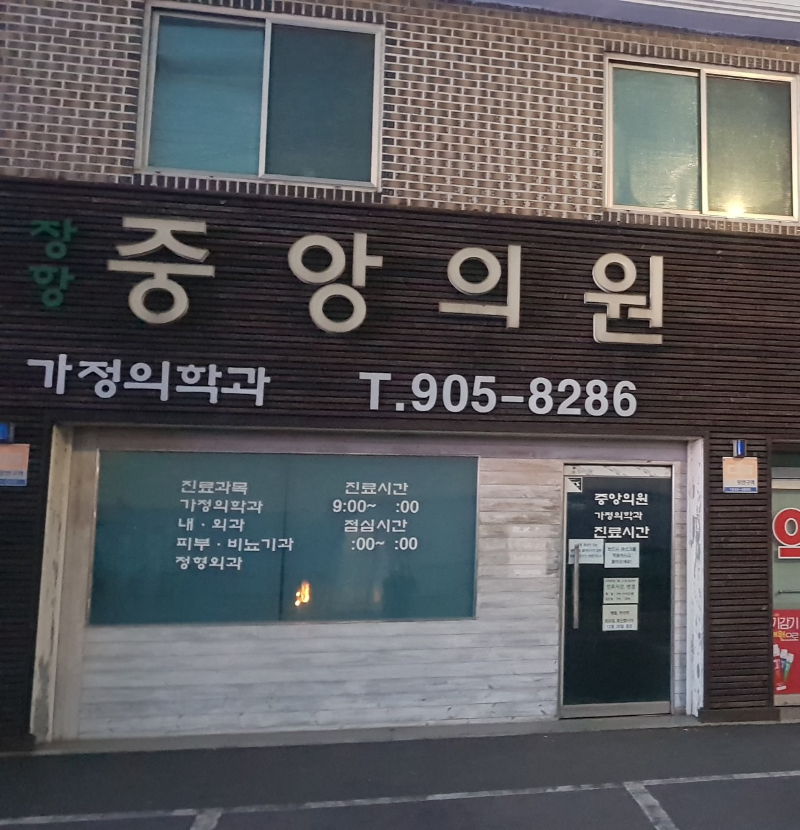 장항
중앙의원
가정의학과 T.905-8286
진료과목
가정의학과
내 · 외과
피부 · 비뇨기과
정형외과
진료시간
9:00~ :00
점심시간
:00~ :00
중앙의원
가정의학과
진료시간